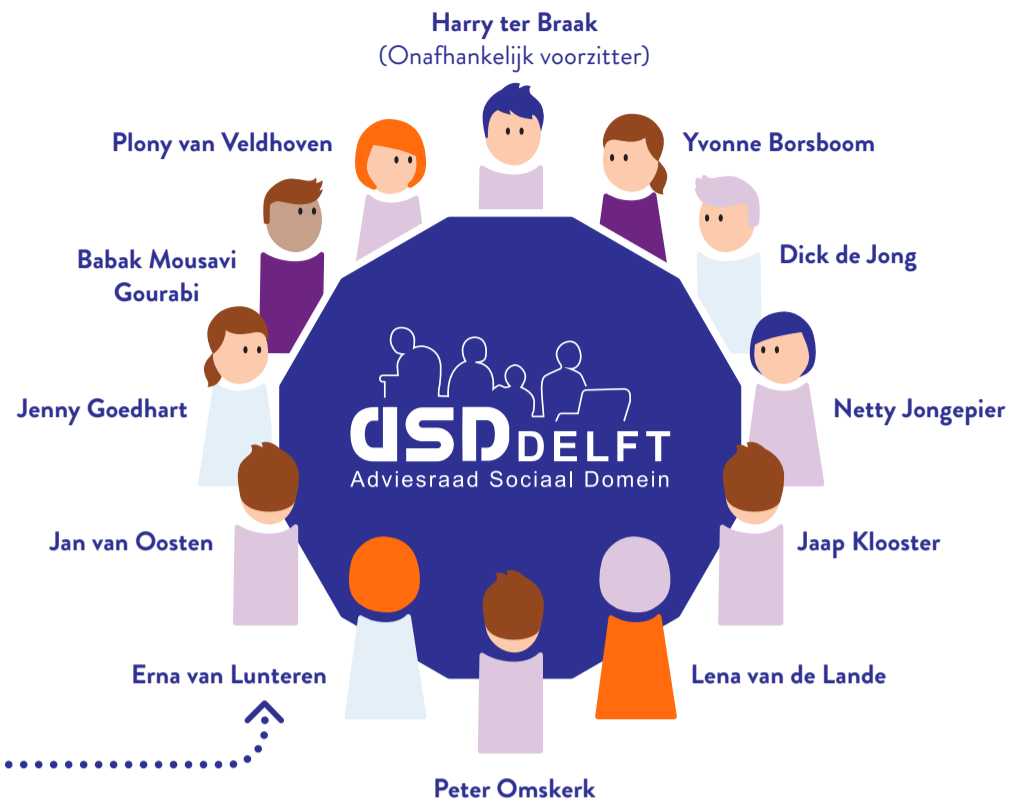 Harry ter Braak
(Onafhankelijk voorzitter)
Plony van Veldhoven
Yvonne Borsboom
Babak Mousavi
Gourabi
Dick de Jong
Jenny Goedhart
Netty Jongepier
dSD DELFT
Adviesraad Sociaal Domein
Jan van Oosten
Jaap Klooster
Erna van Lunteren
Lena van de Lande
Peter Omskerk